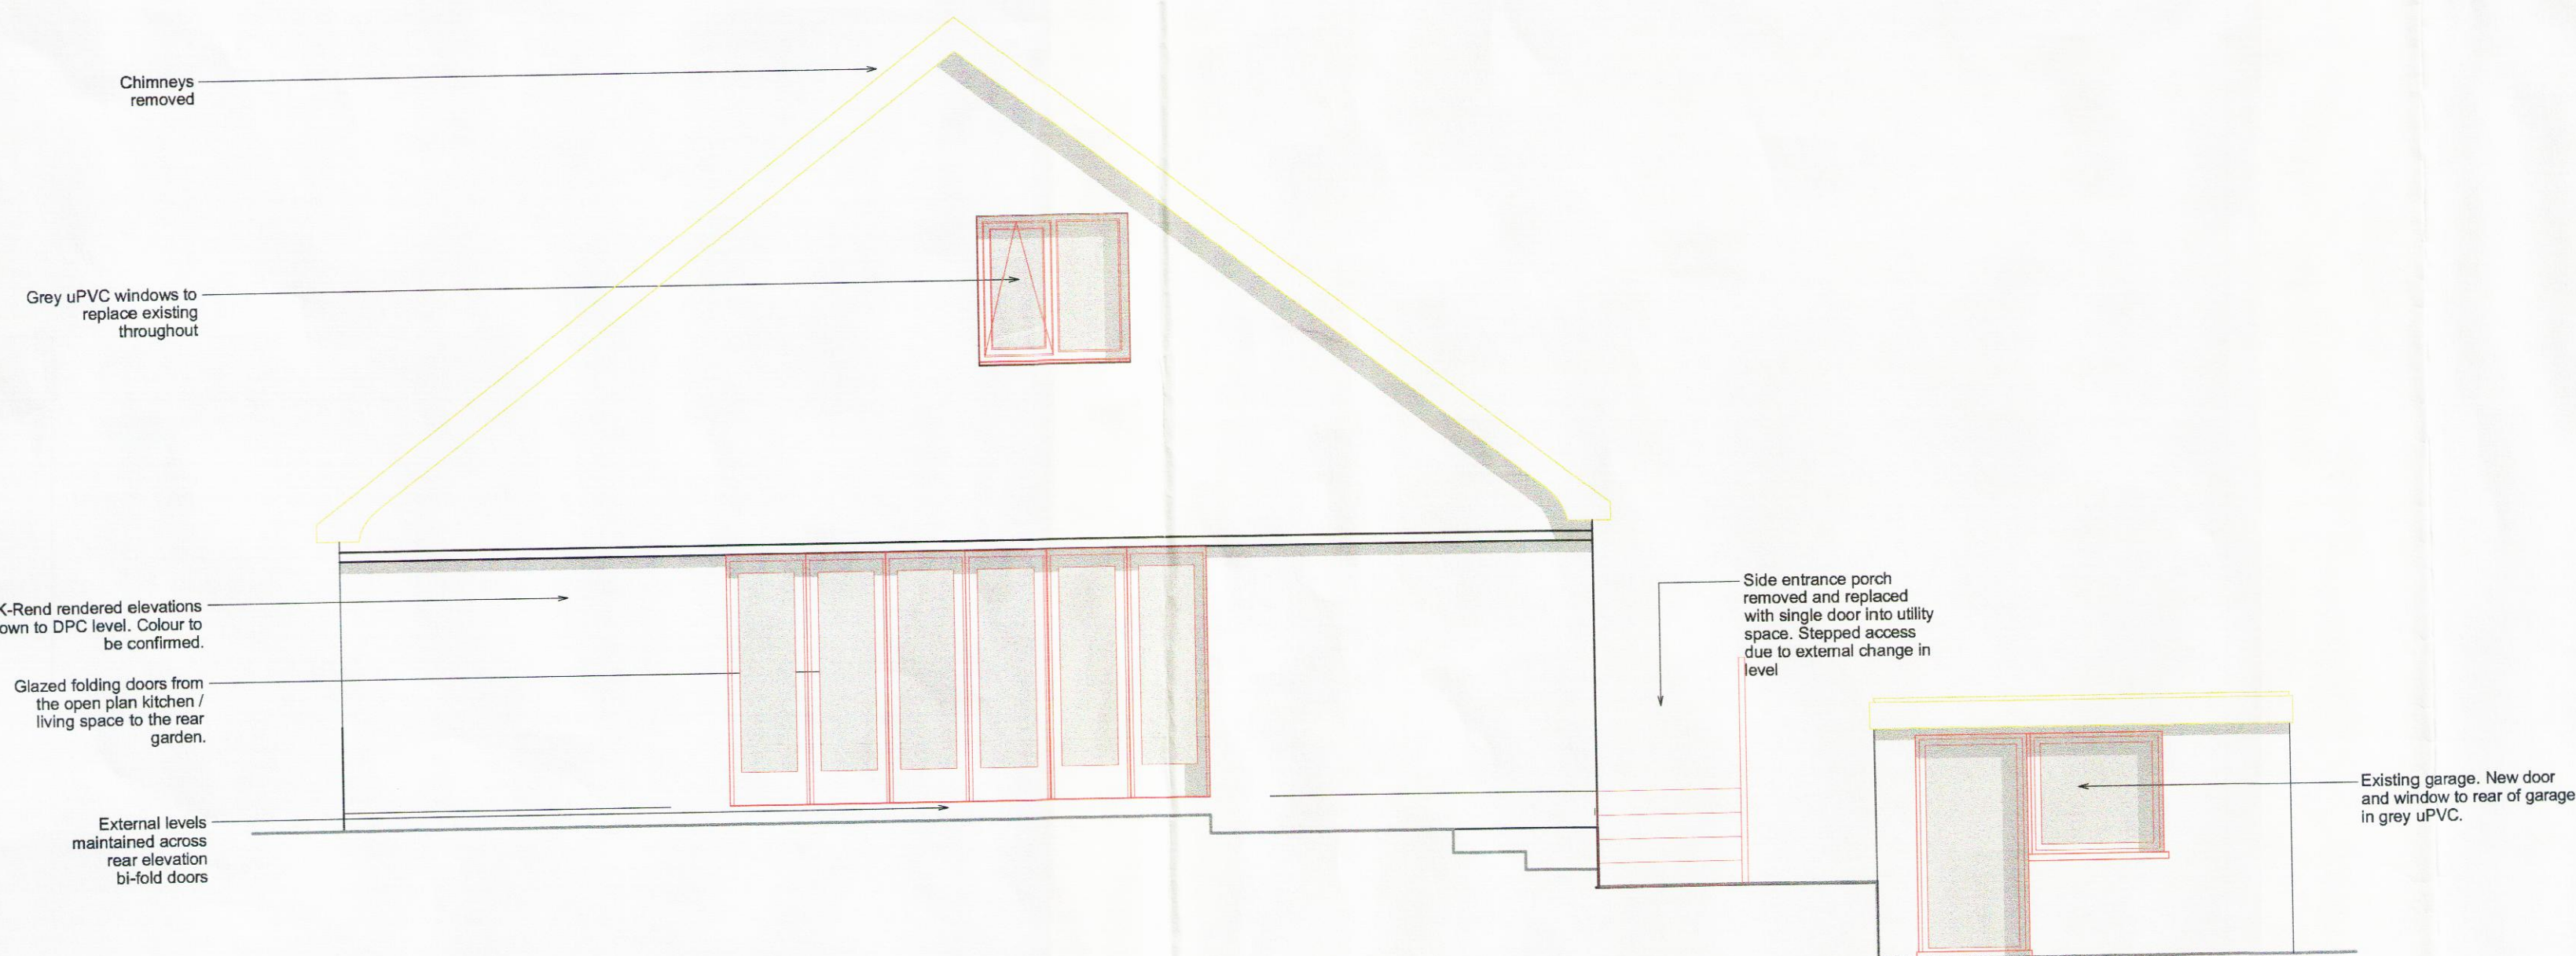 Chimneys
removed
Grey uPVC windows to
replace existing
throughout
K-Rend rendered elevations
to DPC level. Colour to
be confirmed.
Glazed folding doors from
the open plan kitchen /
living space to the rear
garden.
External levels
maintained across
rear elevation
bi-fold doors
Side entrance porch
removed and replaced
with single door into utility
space. Stepped access
due to external change in
level
Existing garage. New door
and window to rear of garage
in grey uPVC.